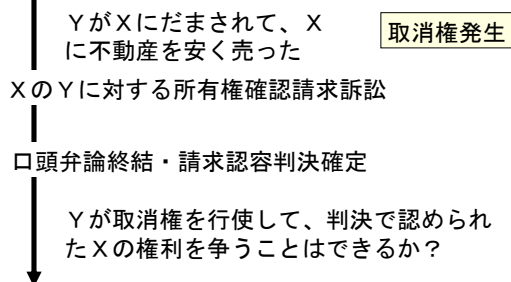 YがXにだまされて、X
に不動産を安く売った
取消権発生
XのYに対する所有権確認請求訴訟
口頭弁論終結・請求認容判決確定
Yが取消権を行使して、判決で認められ
たXの権利を争うことはできるか？